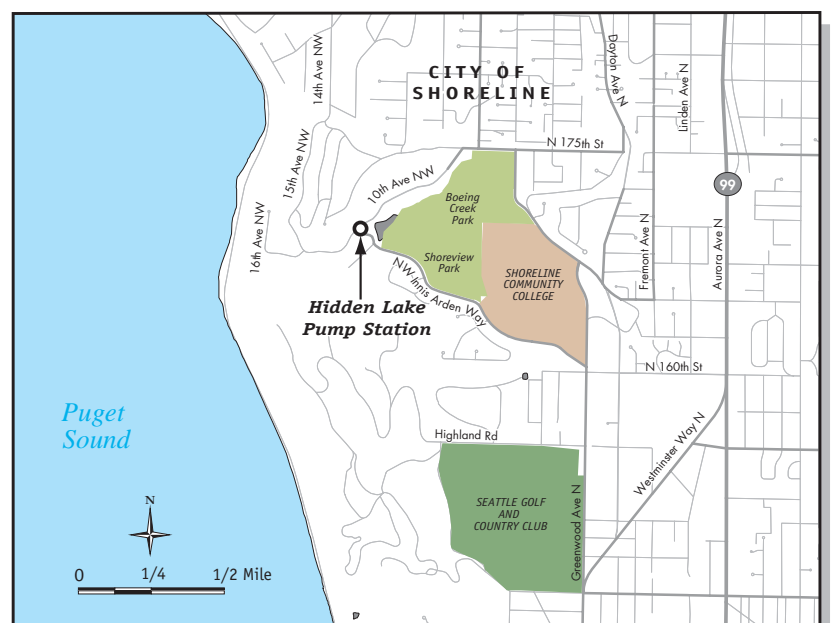 CITY OF
SHORELINE
14th Ave NW
Dayton Ave N
Linden Ave N
N 175th St
15th Ave NW
10th Ave NW
99
Boeing
Creek
Park
16th Ave NW
Fremont Ave N
Aurora Ave N
Shoreview
Park
SHORELINE
COMMUNITY
COLLEGE
NW Innis Arden Way
Hidden Lake
Pump Station
N 160th St
Puget
Sound
Highland Rd
Westminster Way N
SEATTLE GOLF
AND
COUNTRY CLUB
Greenwood Ave N
N
0 1/4 1/2 Mile